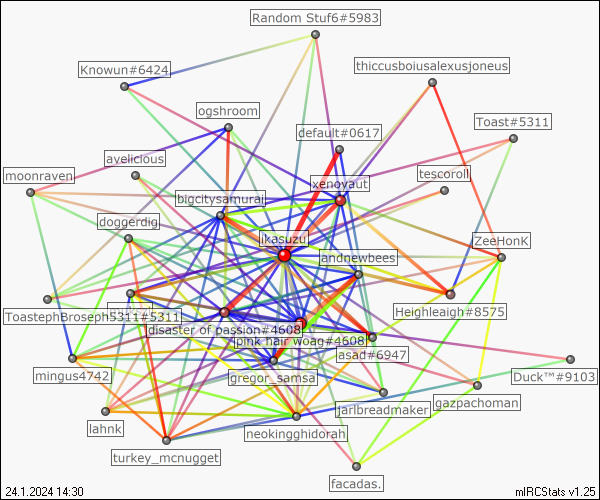 Random Stuf6#5983
thiccusboiusalexusjoneus
Knowun#6424
ogshroom
Toast#5311
default#0617
avelicious
tescoroll
moonraven
xenovaut
bigcitysamurai
doggerdig
ikasuzu
ZeeHonK
andnewbees
ToastephBroseph5311#5311
Heighleigh#8575
disaster of passion#4608
pink hair woag#4608
asad#6947
mingus4742
gregor_samsa
Duck™#9103
jarlbreadmaker
gazpachoman
lahnk
neokingghidorah
turkey_mcnugget
facadas.
24.1.2024 14:30
mIRCStats v1.25